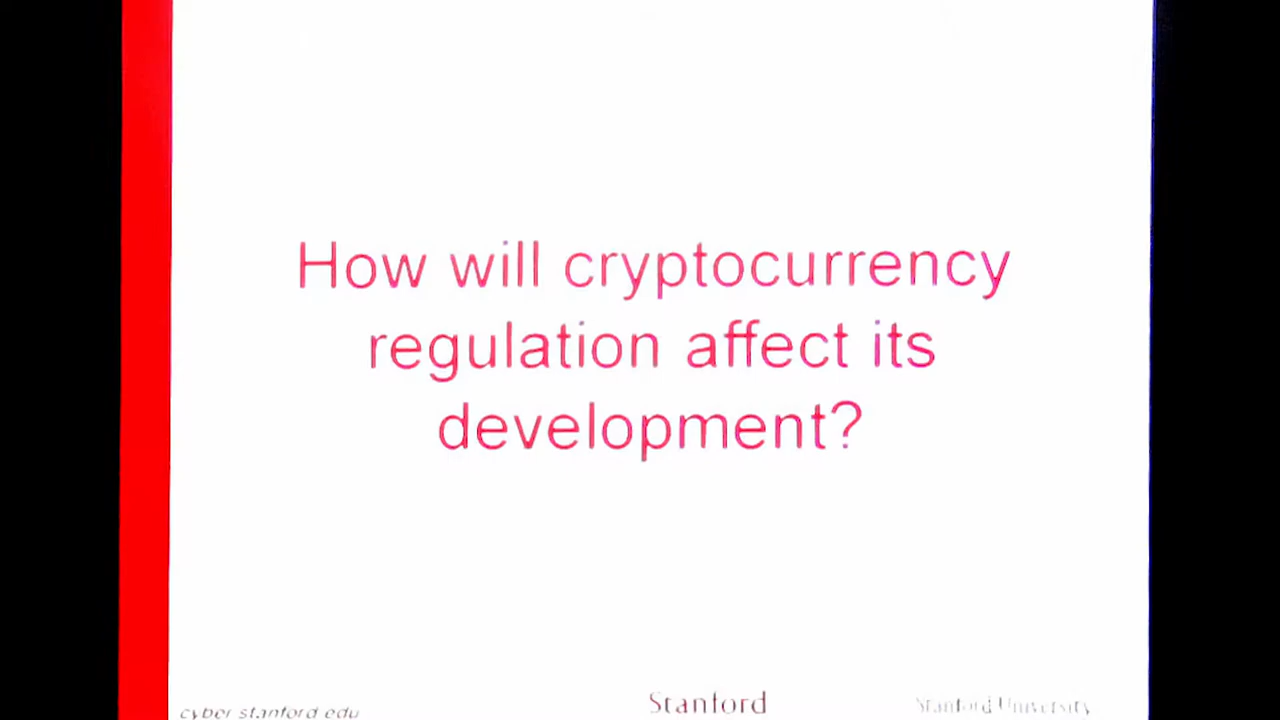 How will cryptocurrency
regulation affect its
development?
cyber stanford edu
Stanford
Stanford University